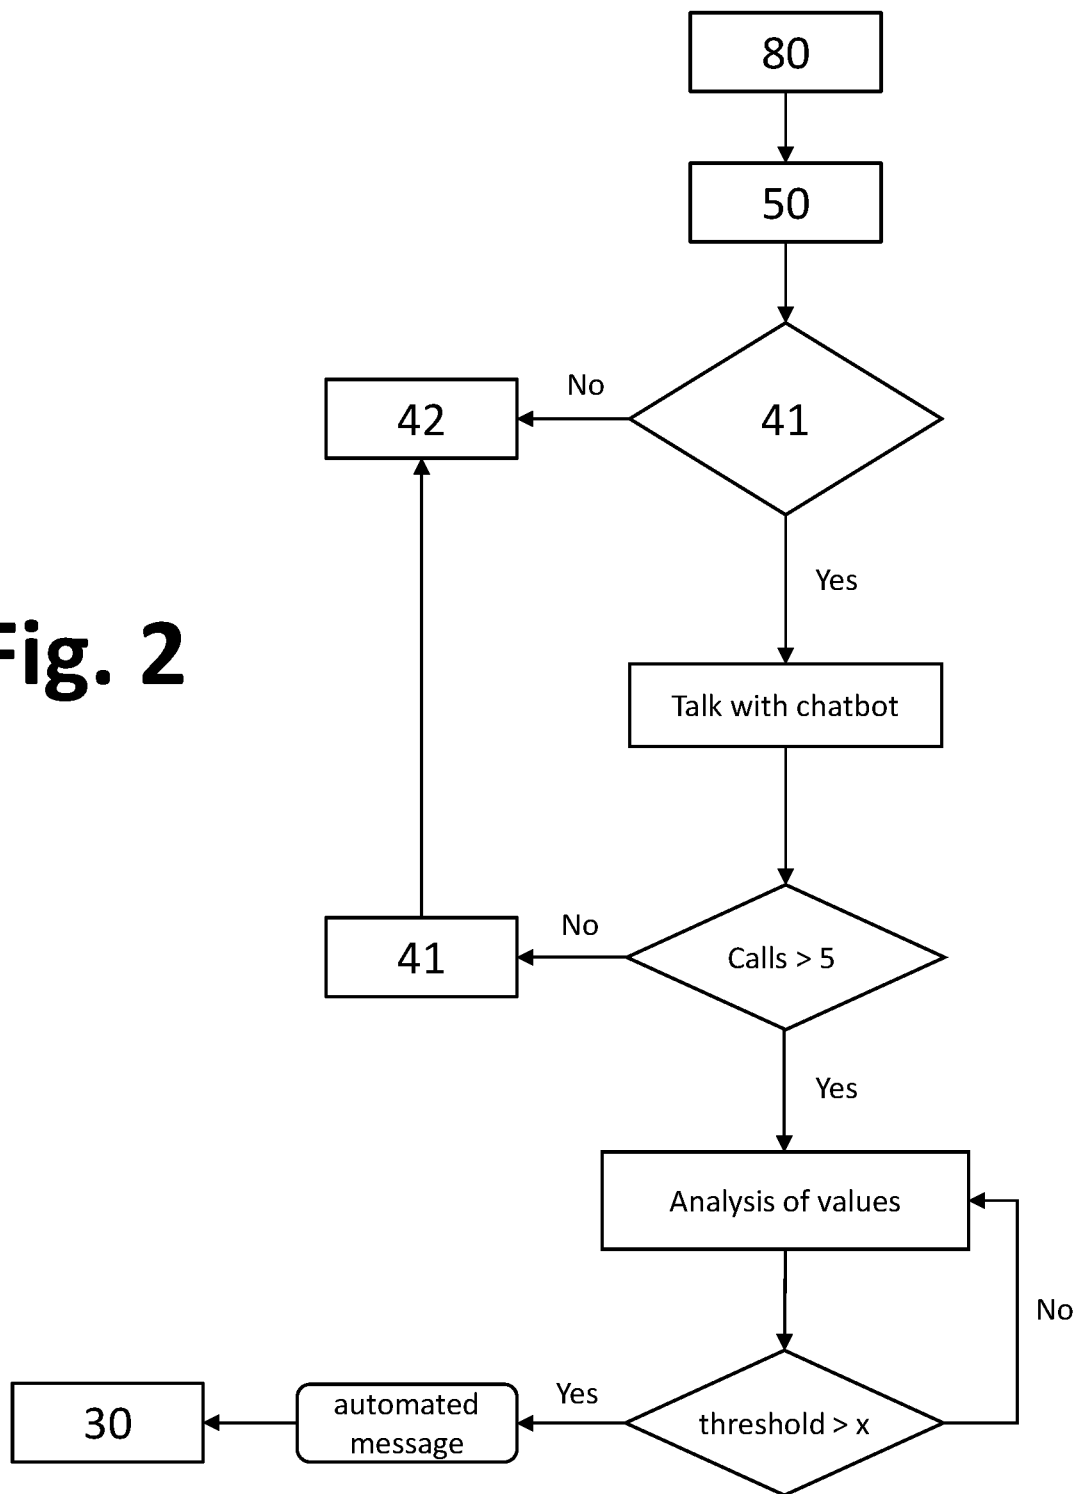 80
50
No
42
41
Yes
Fig. 2
Talk with chatbot
No
41
Calls > 5
Yes
Analysis of values
No
Yes
30
automated
message
threshold > x